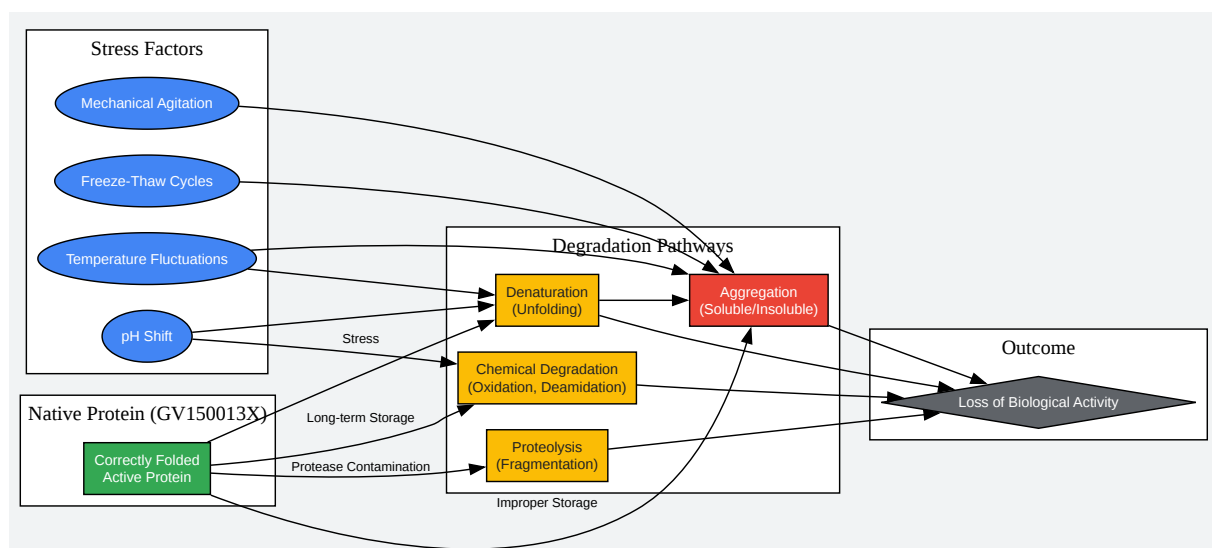 Stress Factors
Mechanical Agitation
Freeze-Thaw Cycles
Temperature Fluctuations
pH Shift
Native Protein (GV150013X)
Correctly Folded
Active Protein
Stress
Long-term Storage
Protease Contamination
Improper Storage
Degradation Pathways
Denaturation
(Unfolding)
Aggregation
(Soluble/Insoluble)
Chemical Degradation
(Oxidation, Deamidation)
Proteolysis
(Fragmentation)
Outcome
Loss of Biological Activity